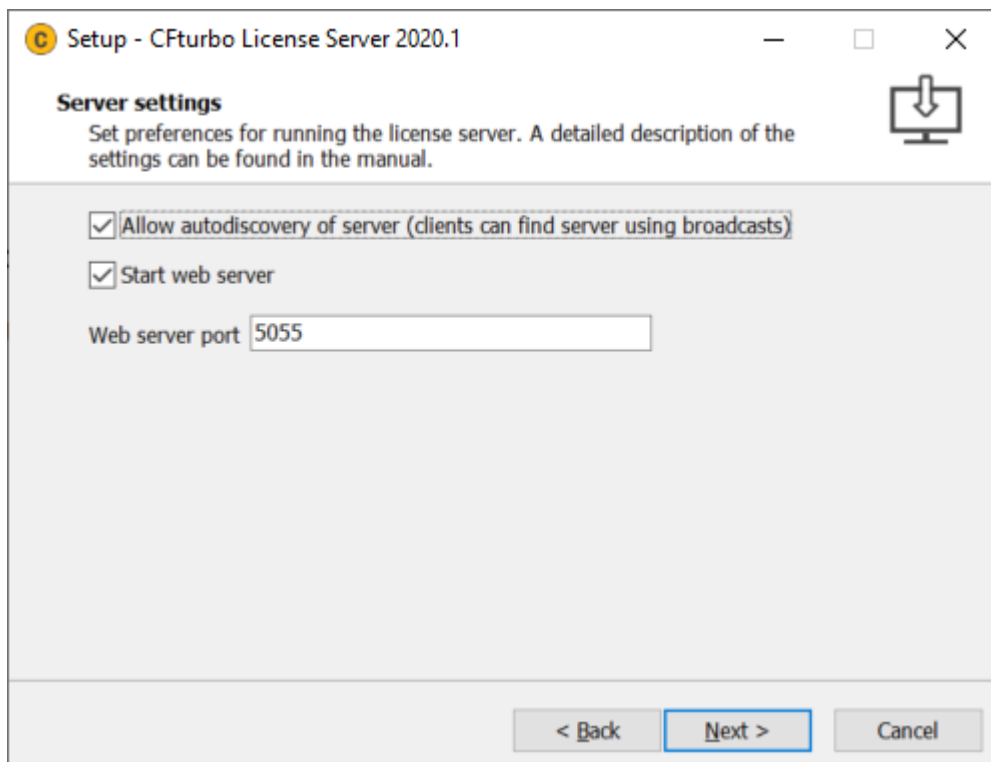 C Setup - CFturbo License Server 2020.1
Server settings
Set preferences for running the license server. A detailed description of the
settings can be found in the manual.
Allow autodiscovery of server (clients can find server using broadcasts)
Start web server
Web server port 5055
< Back Next > Cancel